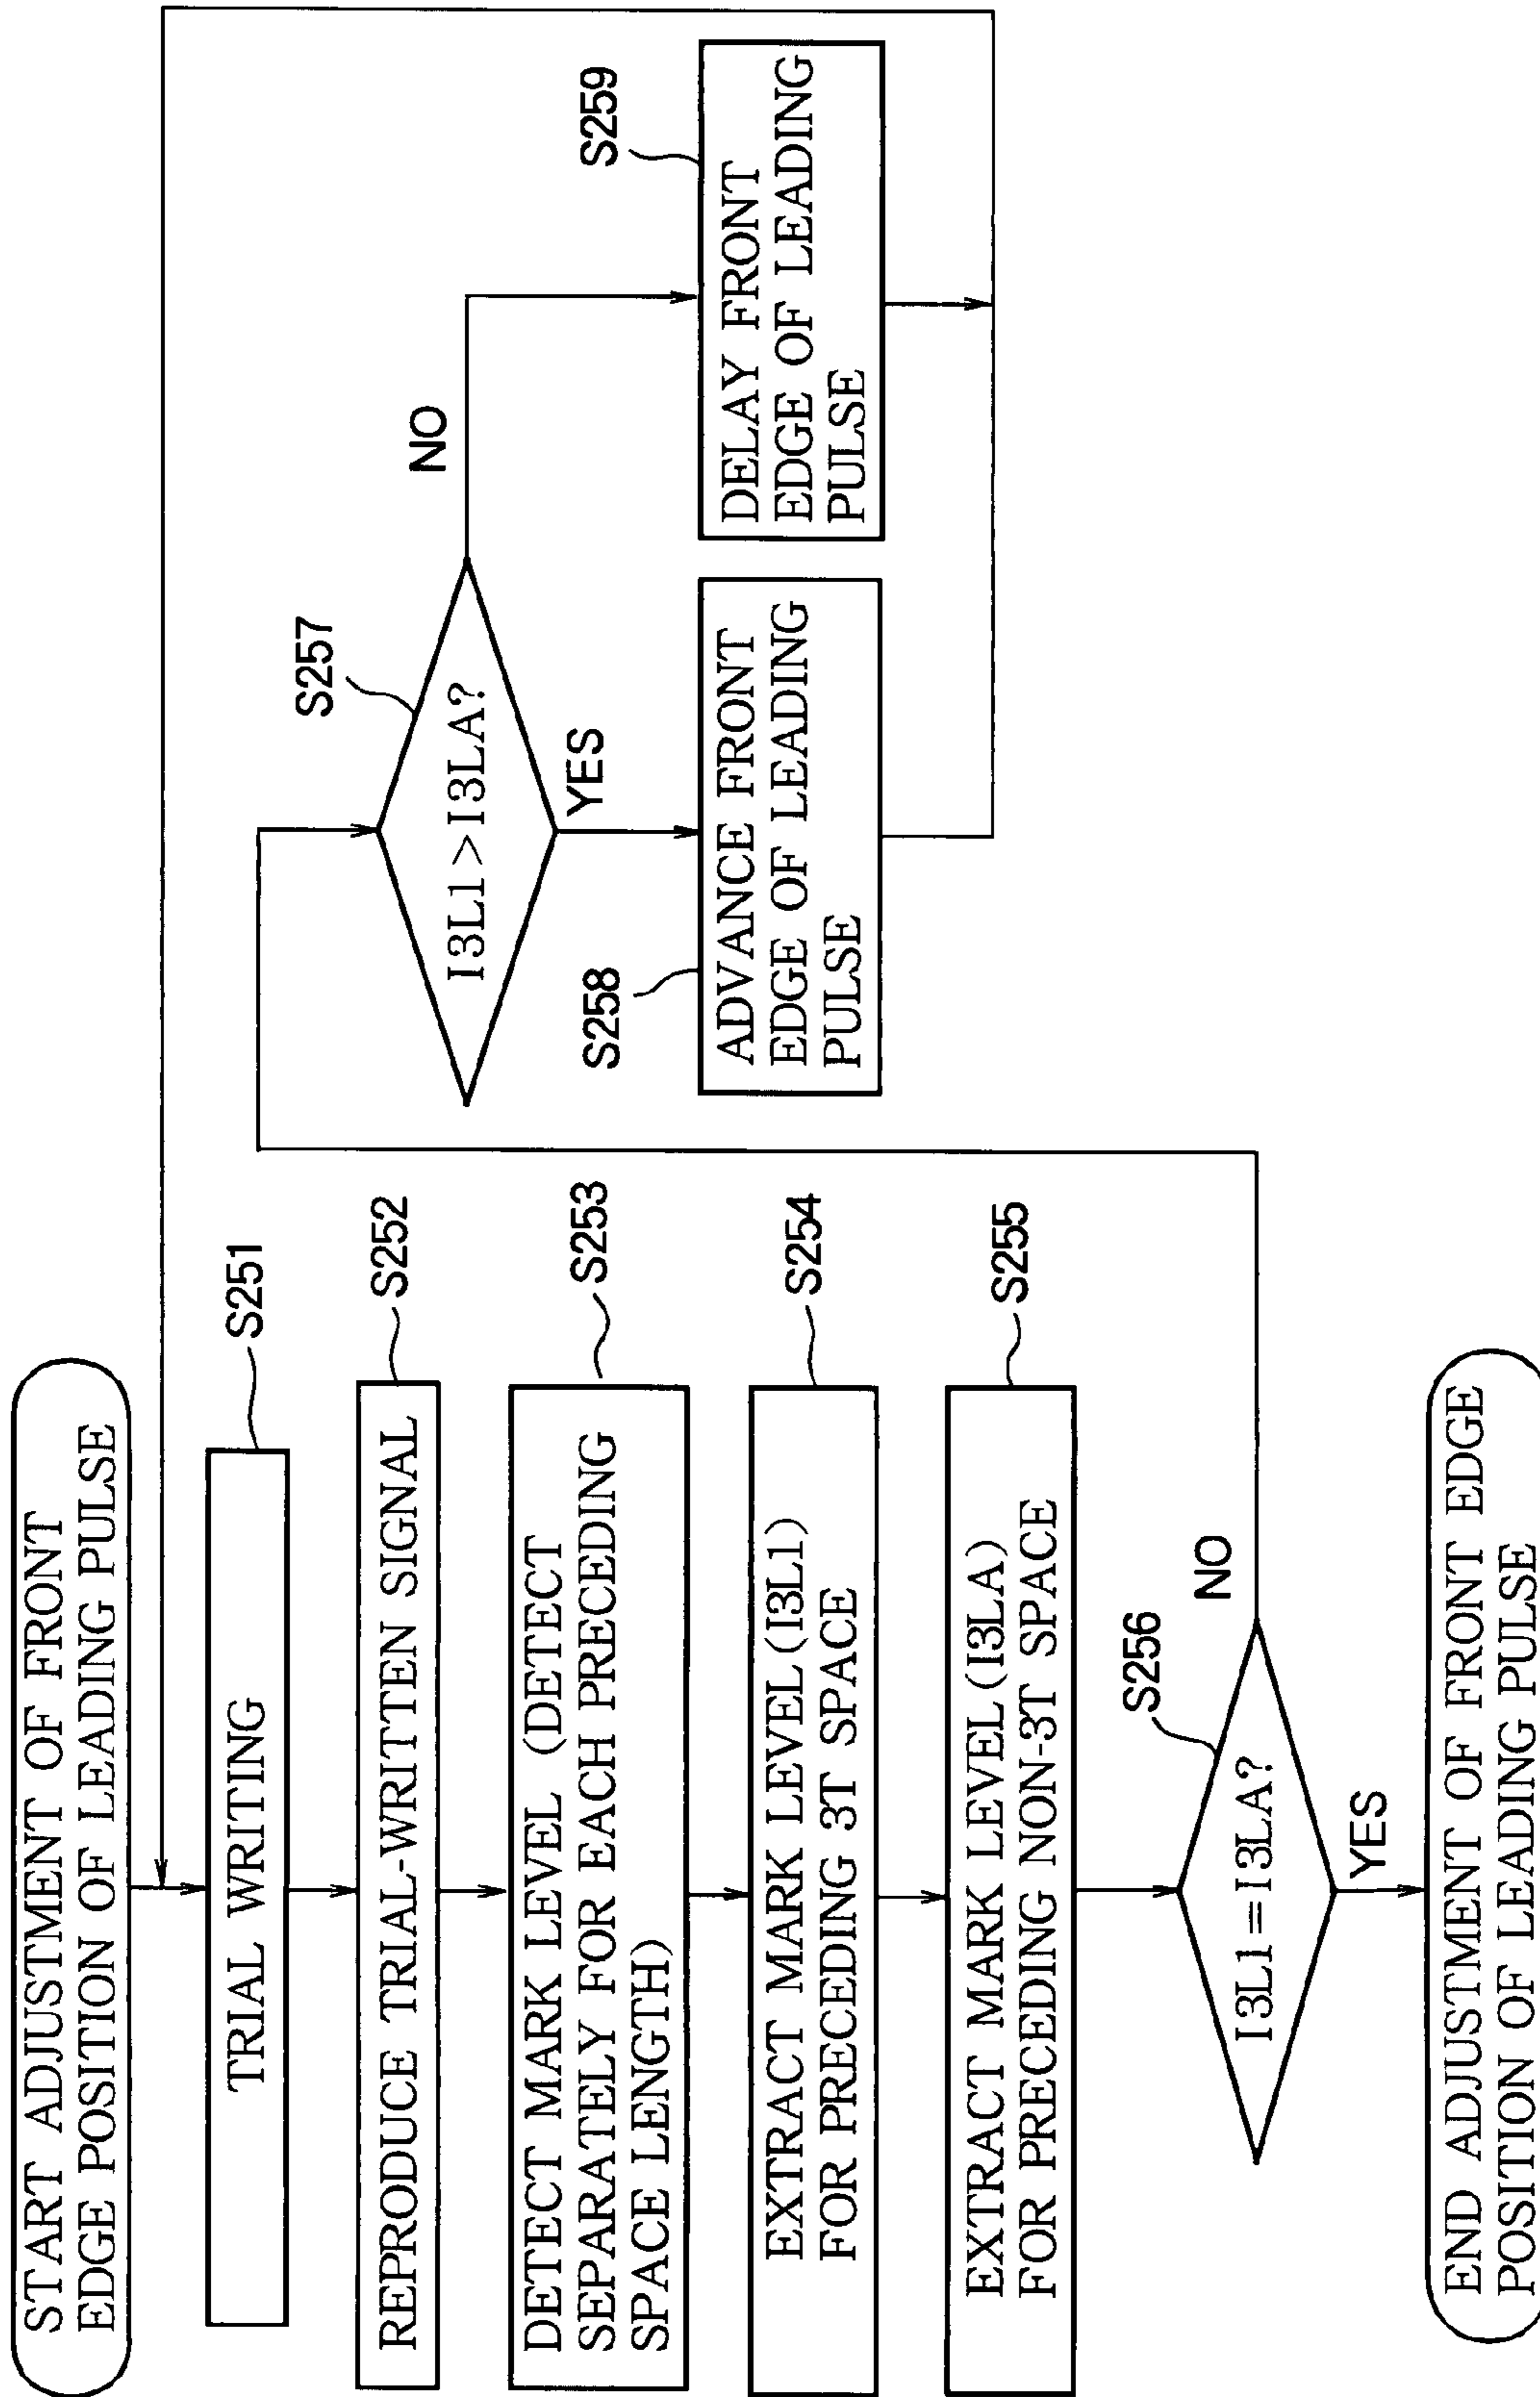 START ADJUSTMENT OF FRONT
EDGE POSITION OF LEADING PULSE
S251
TRIAL WRITING
S252
REPRODUCE TRIAL-WRITTEN SIGNAL
S253
DETECT MARK LEVEL (DETECT
SEPARATELY FOR EACH PRECEDING
SPACE LENGTH)
S254
EXTRACT MARK LEVEL(I3L1)
FOR PRECEDING 3T SPACE
S255
EXTRACT MARK LEVEL(I3LA)
FOR PRECEDING NON-3T SPACE
S256
I3L1=I3LA?
NO
YES
END ADJUSTMENT OF FRONT EDGE
POSITION OF LEADING PULSE
S257
I3L1>I3LA?
NO
YES
S258
ADVANCE FRONT
EDGE OF LEADING
PULSE
S259
DELAY FRONT
EDGE OF LEADING
PULSE